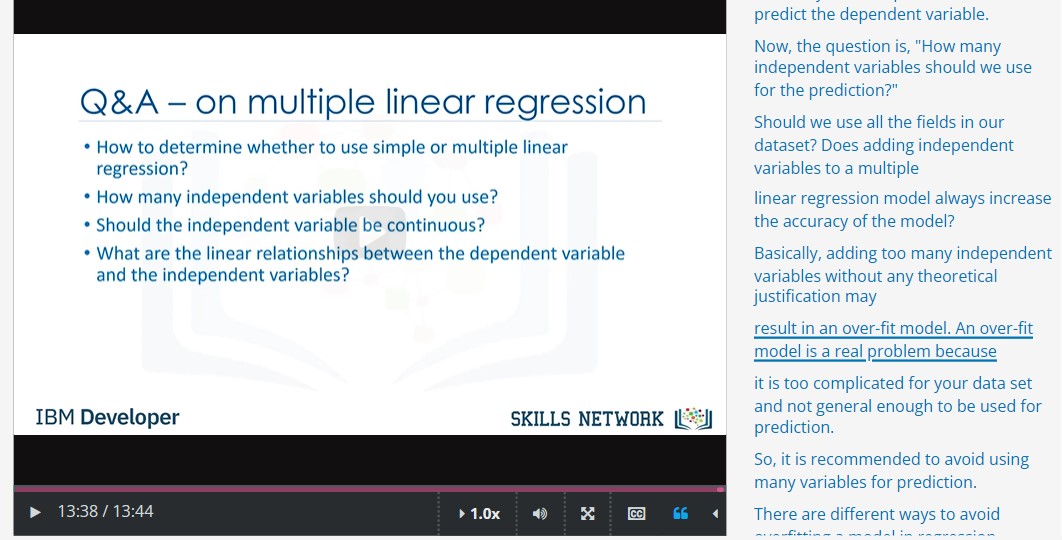 Q&A – on multiple linear regression
• How to determine whether to use simple or multiple linear
regression?
• How many independent variables should you use?
• Should the independent variable be continuous?
• What are the linear relationships between the dependent variable
and the independent variables?
IBM Developer
SKILLS NETWORK
13:38 / 13:44
1.0x
CC
predict the dependent variable.
Now, the question is, "How many
independent variables should we use
for the prediction?"
Should we use all the fields in our
dataset? Does adding independent
variables to a multiple
linear regression model always increase
the accuracy of the model?
Basically, adding too many independent
variables without any theoretical
justification may
result in an over-fit model. An over-fit
model is a real problem because
it is too complicated for your data set
and not general enough to be used for
prediction.
So, it is recommended to avoid using
many variables for prediction.
There are different ways to avoid
overfitting a model in regression